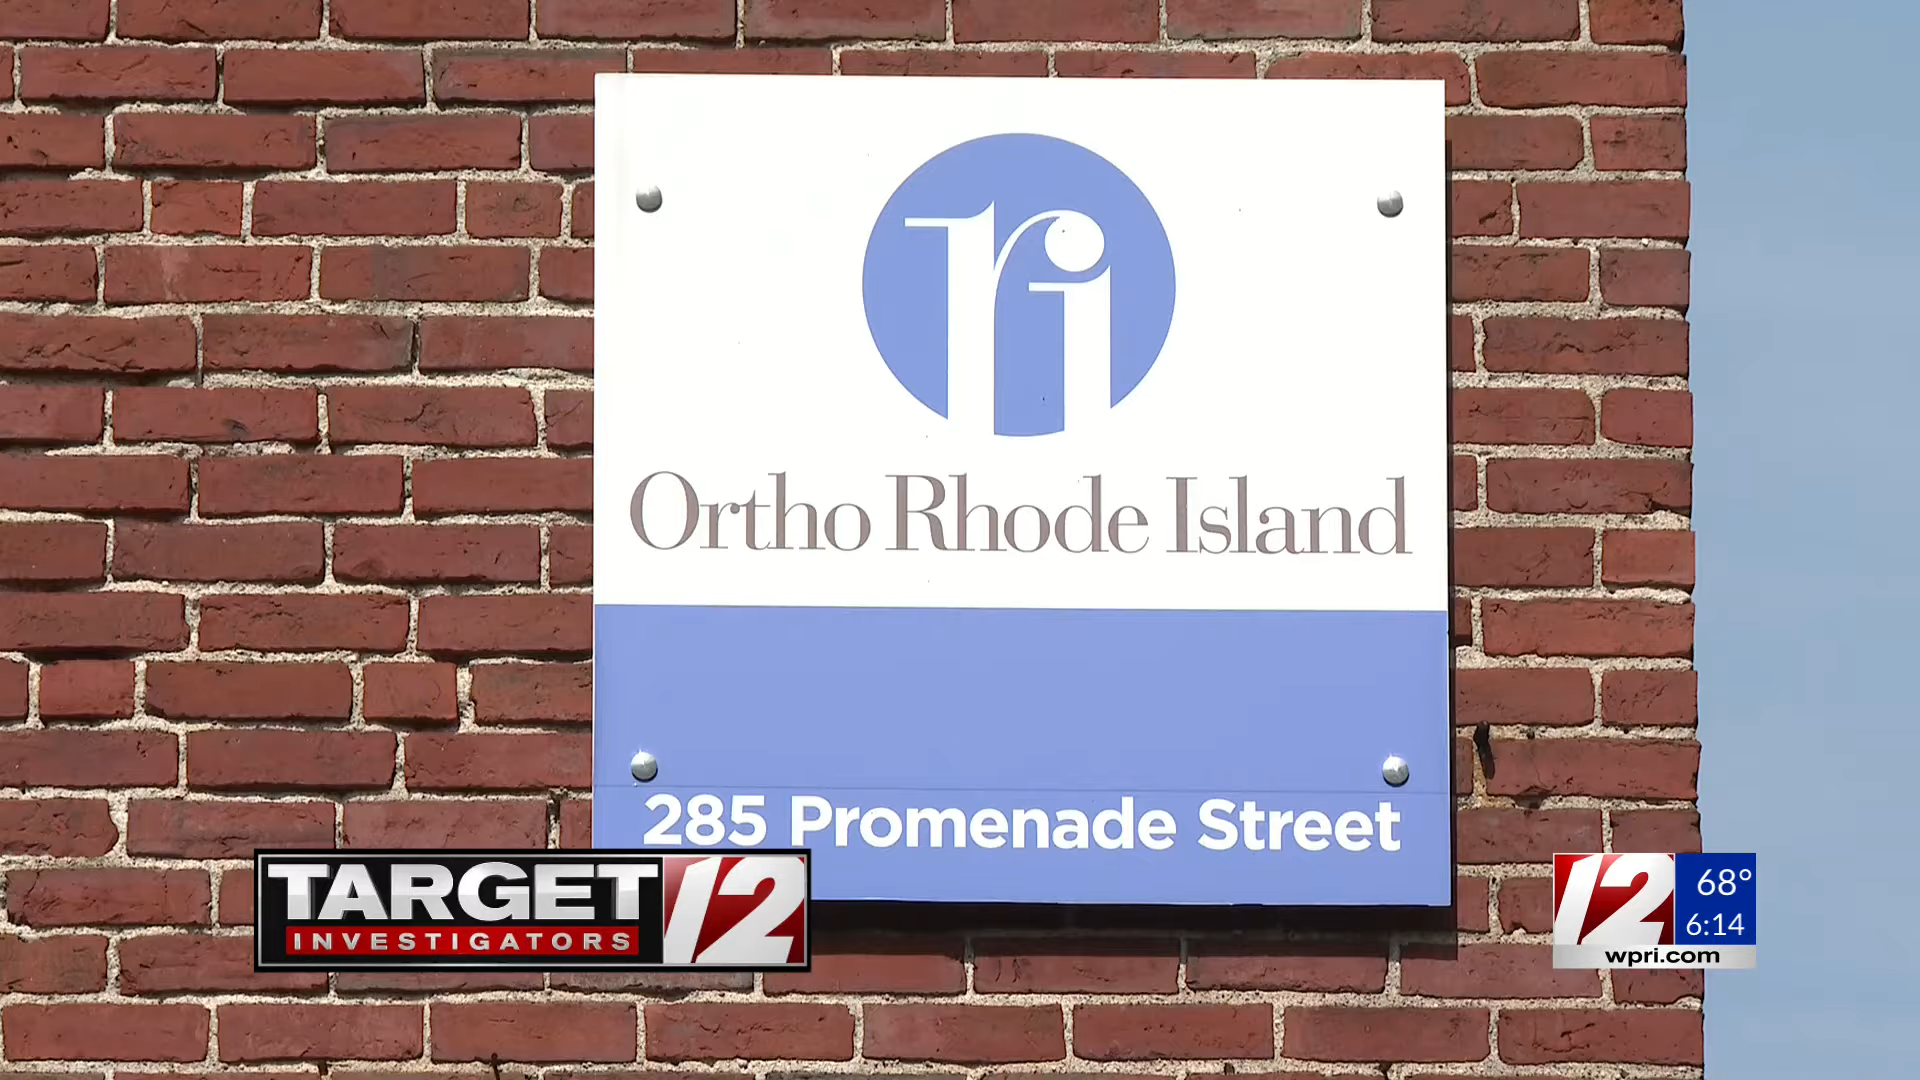 ri
Ortho Rhode Island
285 Promenade Street
TARGET 12
INVESTIGATORS
12
68°
6:14
wpri.com